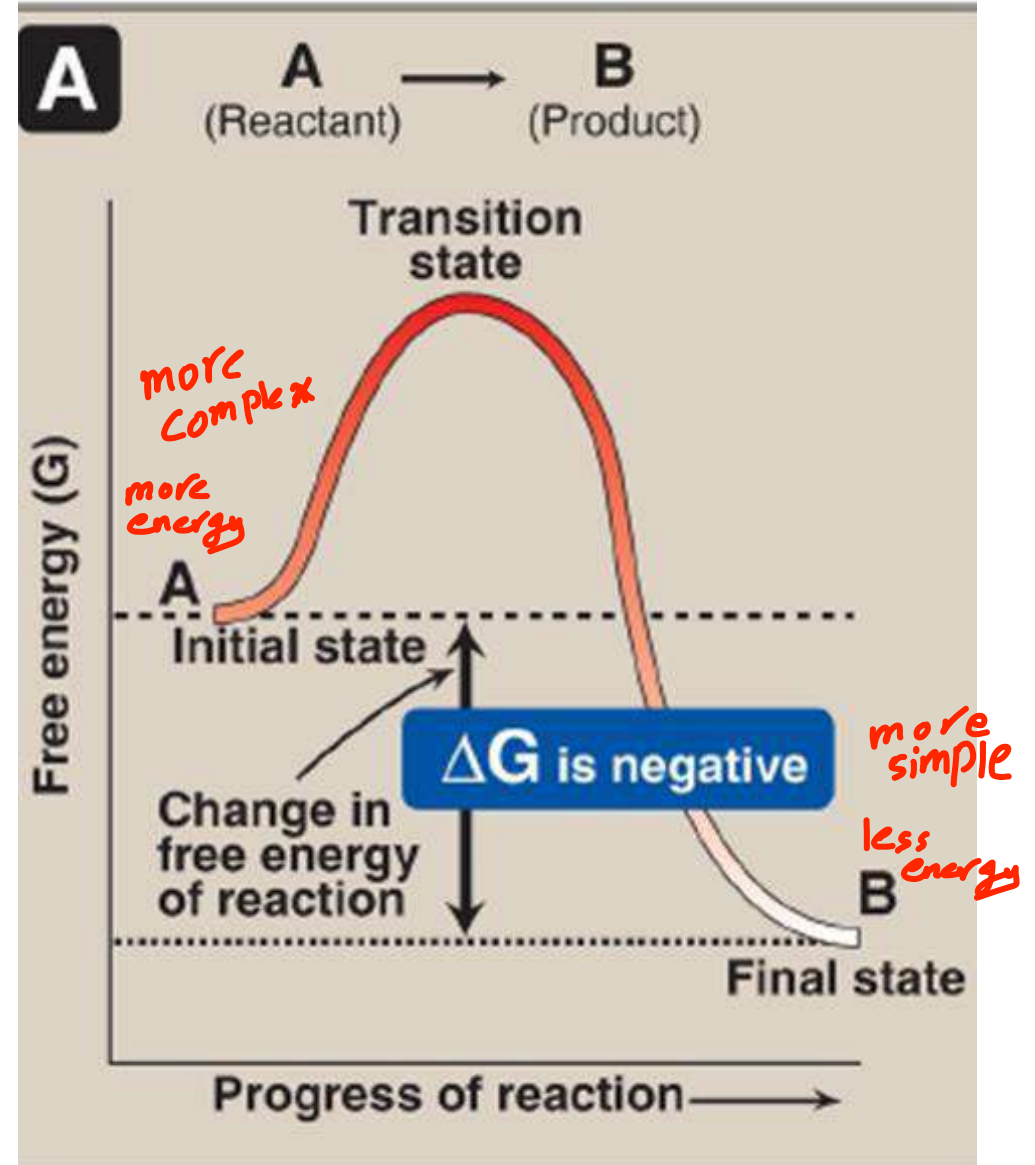 A
A → B
(Reactant) (Product)
Transition
state
more
complex
more
energy
A
Initial state
Free energy (G)
ΔG is negative
more
simple
Change in
free energy
of reaction
less
energy
B
Final state
Progress of reaction